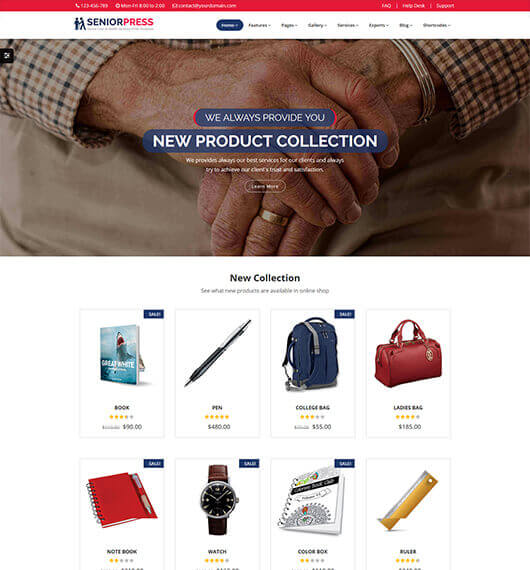 123-456-789 Mon-Fri 8:00 to 2:00 contact@yourdomain.com FAQ | Help Desk | Support
SENIORPRESS
Home Features Pages Gallery Services Experts Blog Shortcodes
WE ALWAYS PROVIDE YOU
NEW PRODUCT COLLECTION
We provides always our best services for our clients and always
try to achieve our client's trust and satisfaction.
Learn More
New Collection
See what new products are available in online shop
SALE! SALE!
GREAT WHITE
BOOK PEN COLLEGE BAG LADIES BAG
$90.00 $480.00 $55.00 $185.00
SALE! SALE! SALE!
NOTE BOOK WATCH COLOR BOX RULER